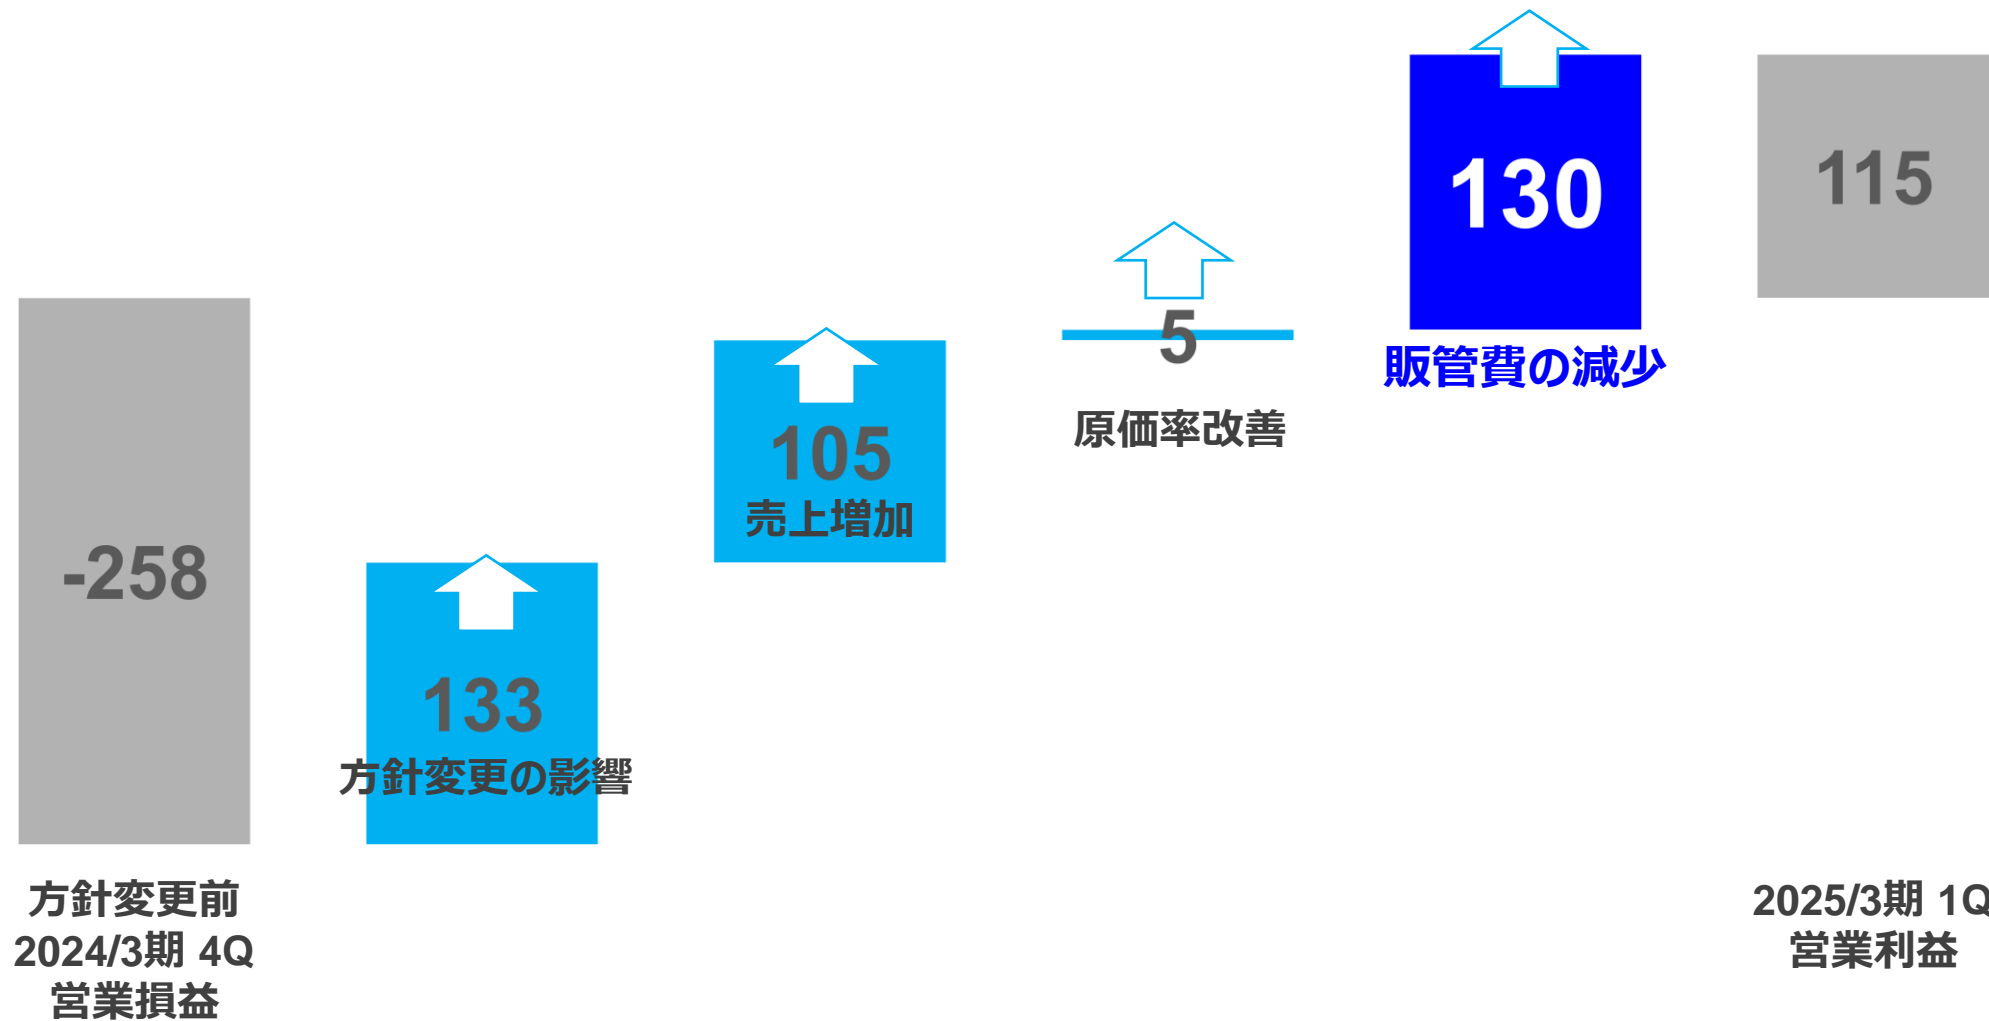 -258
方針変更前
2024/3期 4Q
営業損益
133
方針変更の影響
105
売上増加
5
原価率改善
130
販管費の減少
115
2025/3期 1Q
営業利益